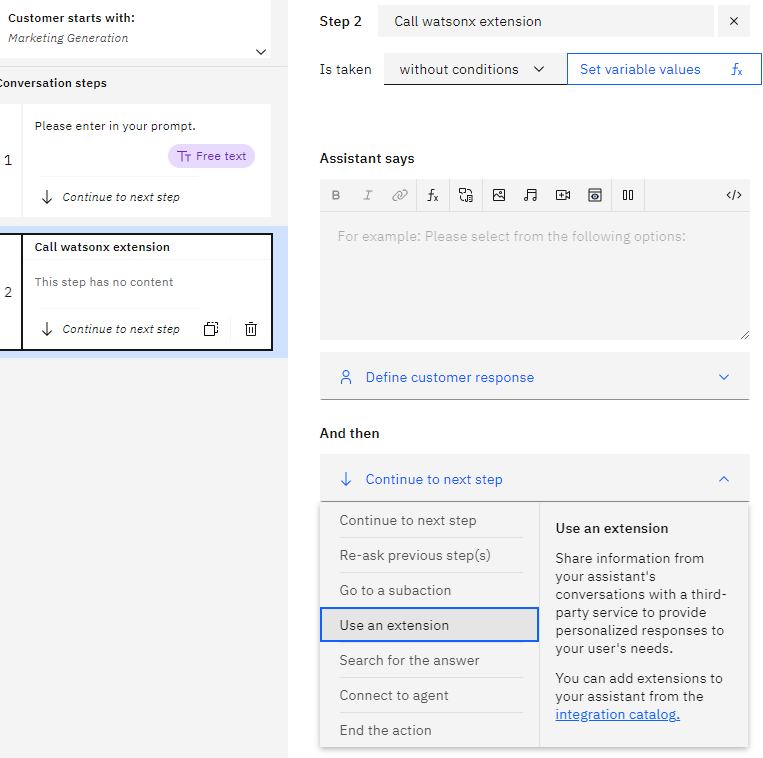 Customer starts with:
Marketing Generation
Conversation steps
1
Please enter in your prompt.
Free text
Continue to next step
2
Call watsonx extension
This step has no content
Continue to next step
Step 2
Call watsonx extension
Is taken
without conditions
Set variable values
fx
Assistant says
B
I
fx
</>
For example: Please select from the following options:
Define customer response
And then
Continue to next step
Continue to next step
Re-ask previous step(s)
Go to a subaction
Use an extension
Search for the answer
Connect to agent
End the action
Use an extension
Share information from
your assistant's
conversations with a third-
party service to provide
personalized responses to
your user's needs.
You can add extensions to
your assistant from the
integration catalog.